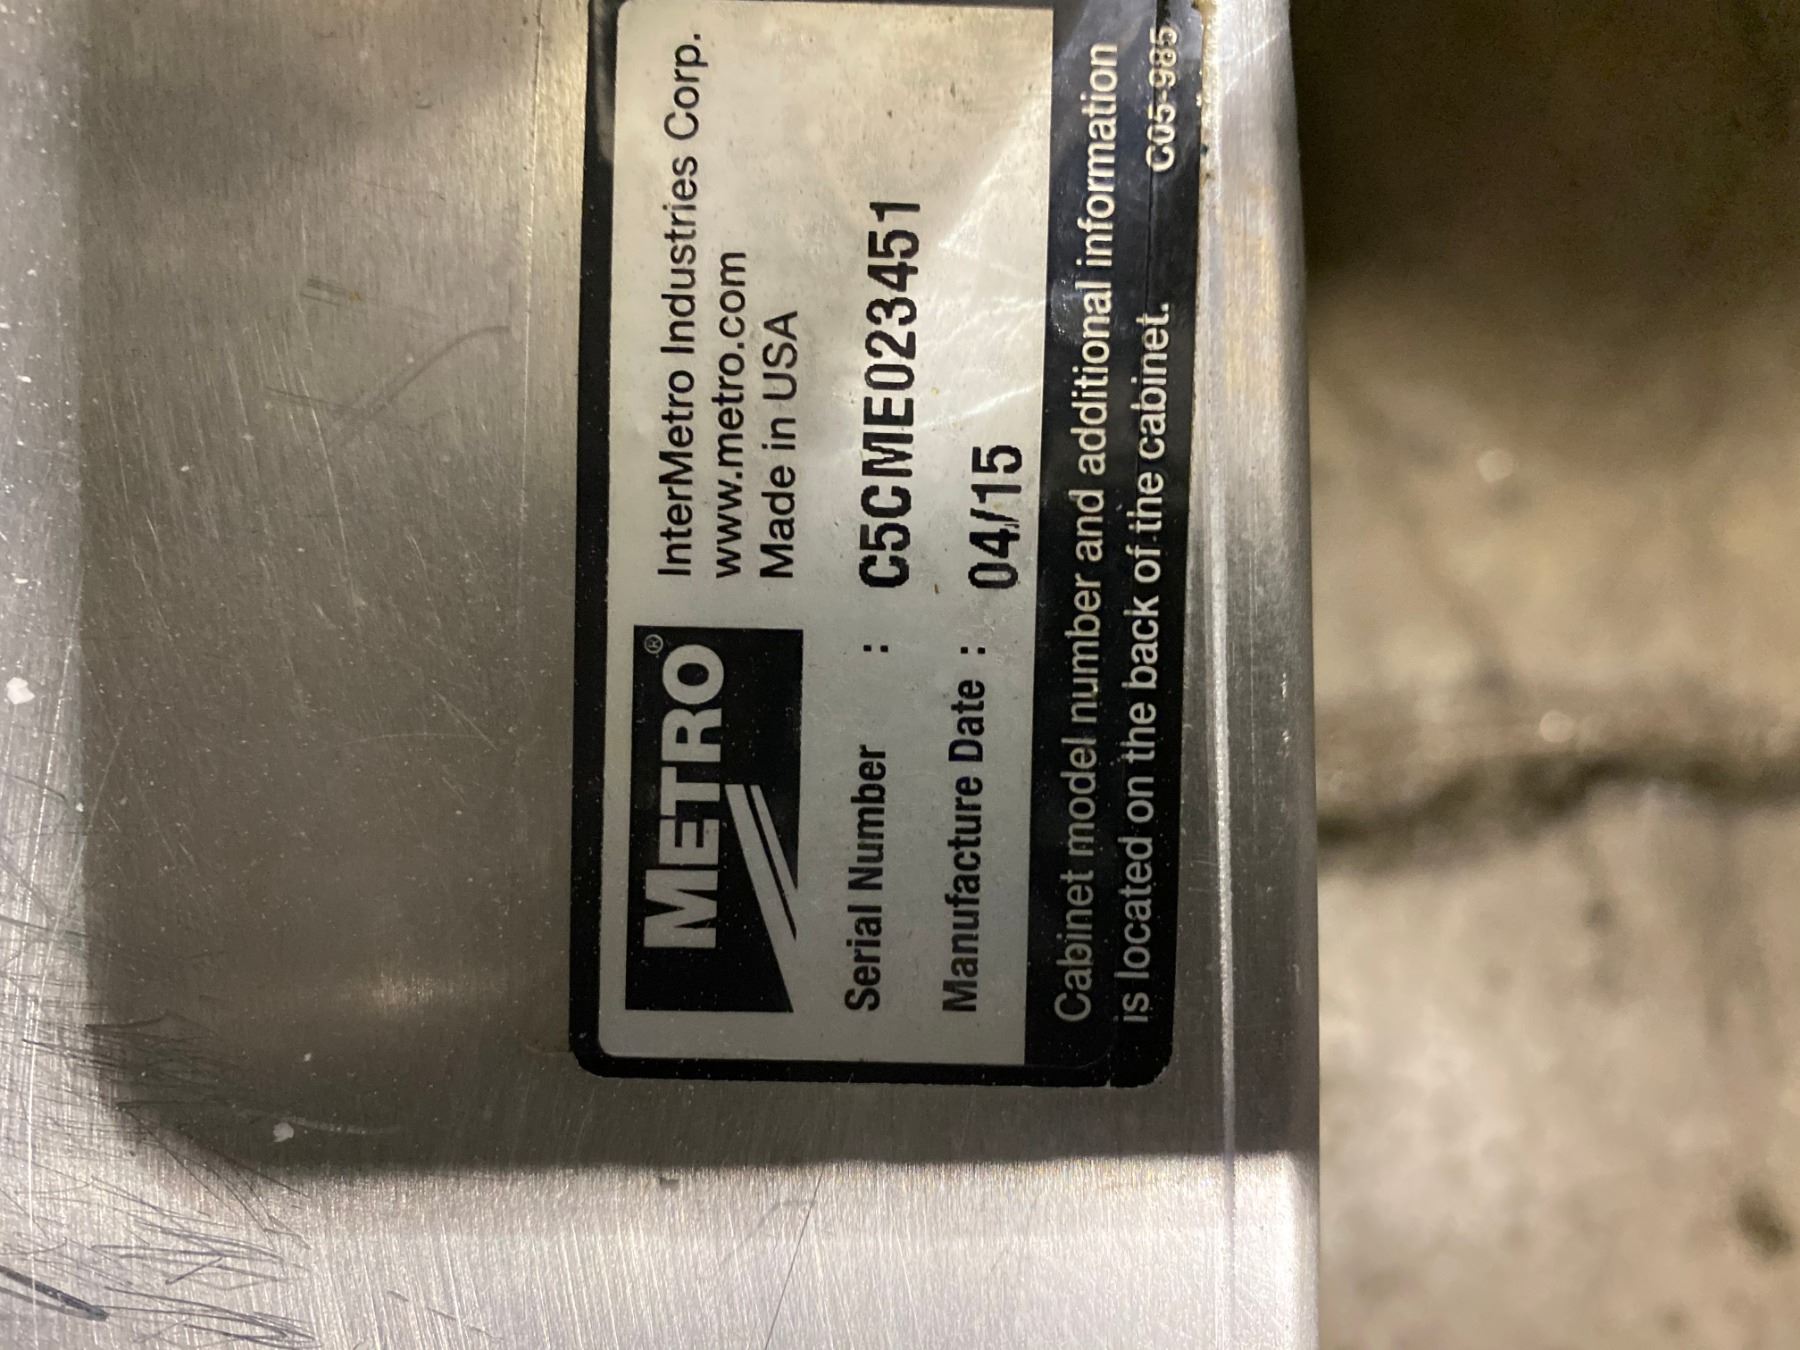 METRO®
InterMetro Industries Corp.
www.metro.com
Made in USA
Serial Number : C5CME023451
Manufacture Date : 04/15
Cabinet model number and additional information
is located on the back of the cabinet. C05-985